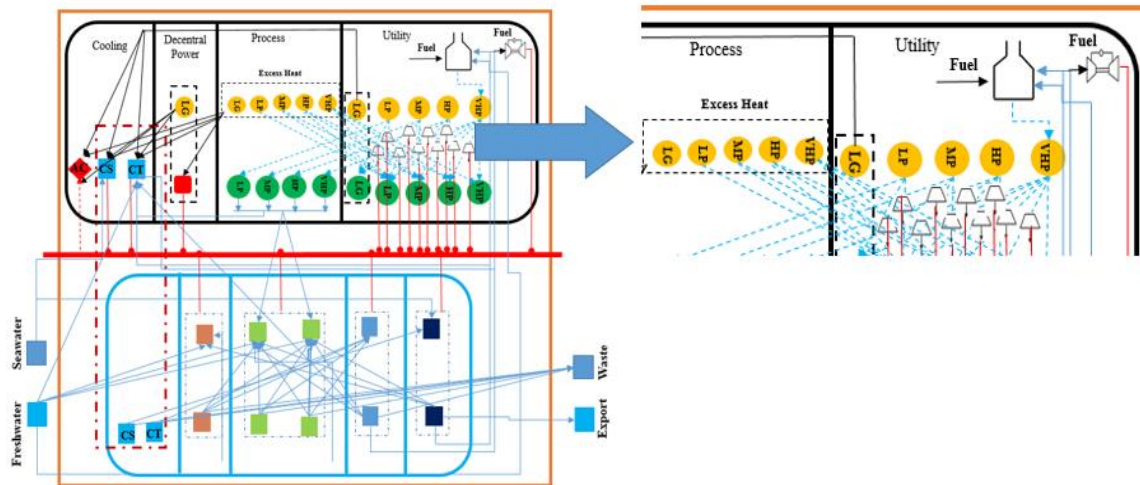 Cooling
Decentral
Power
Process
Utility
Fuel
Fuel
Excess Heat
LG
LG
LP
MP
HP
VHP
LG
LP
MP
HP
VHP
AC
CS
CT
LP
MP
HP
VHP
LG
LP
MP
HP
VHP
Seawater
Freshwater
CS
CT
Waste
Export
Process
Utility
Fuel
Fuel
Excess Heat
LG
LP
MP
HP
VHP
LG
LP
MP
HP
VHP